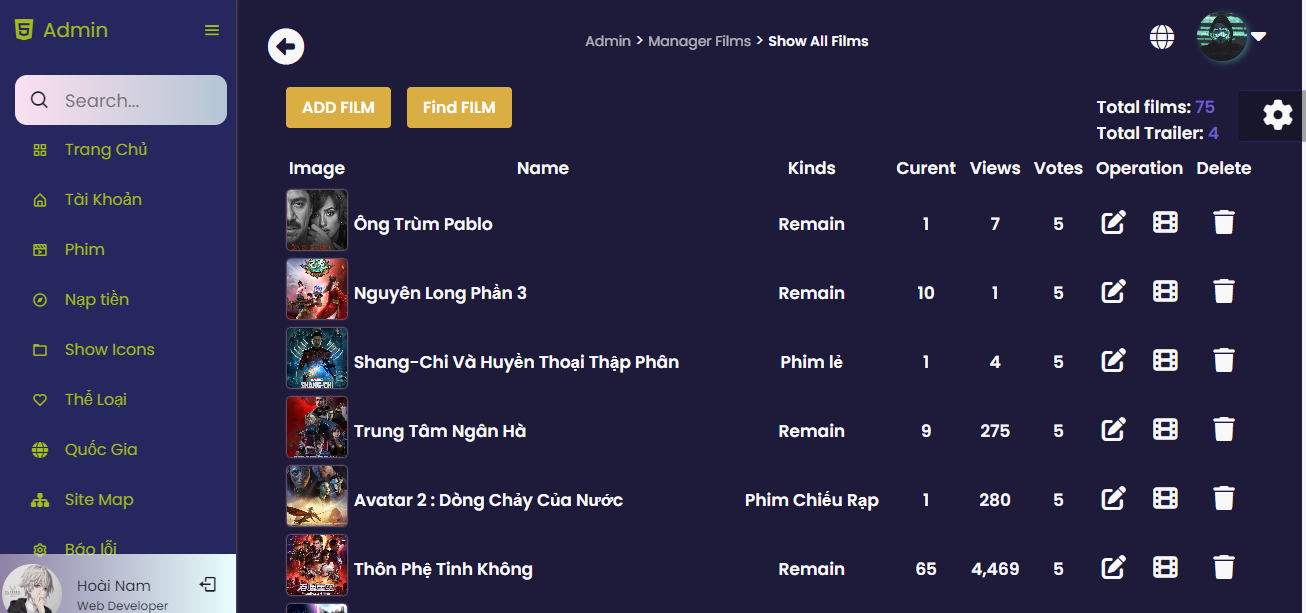 Admin
Search...
Trang Chủ
Tài Khoản
Phim
Nạp tiền
Show Icons
Thể Loại
Quốc Gia
Site Map
Báo lỗi
Hoài Nam
Web Developer
Admin > Manager Films > Show All Films
ADD FILM Find FILM
Total films: 75
Total Trailer: 4
Image Name Kinds Curent Views Votes Operation Delete
Ông Trùm Pablo Remain 1 7 5
Nguyên Long Phần 3 Remain 10 1 5
SHANG-CHI
Shang-Chi Và Huyền Thoại Thập Phân Phim lẻ 1 4 5
Trung Tâm Ngân Hà Remain 9 275 5
Avatar 2 : Dòng Chảy Của Nước Phim Chiếu Rạp 1 280 5
Thôn Phệ Tinh Không Remain 65 4,469 5